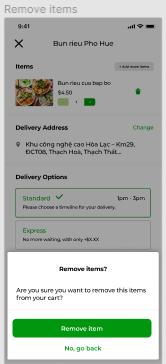 Remove items
9:41
Bun rieu Pho Hue
Items
+ Add more items
Bun rieu cua bap bo
$4.50
1
Delivery Address
Change
Khu công nghệ cao Hòa Lạc – Km29,
ĐCT08, Thạch Hoà, Thạch Thất...
Delivery Options
Standard
1pm - 3pm
Please choose a timeline for your delivery.
Express
No more waiting, with only +$X.XX
Remove items?
Are you sure you want to remove this items
from your cart?
Remove item
No, go back